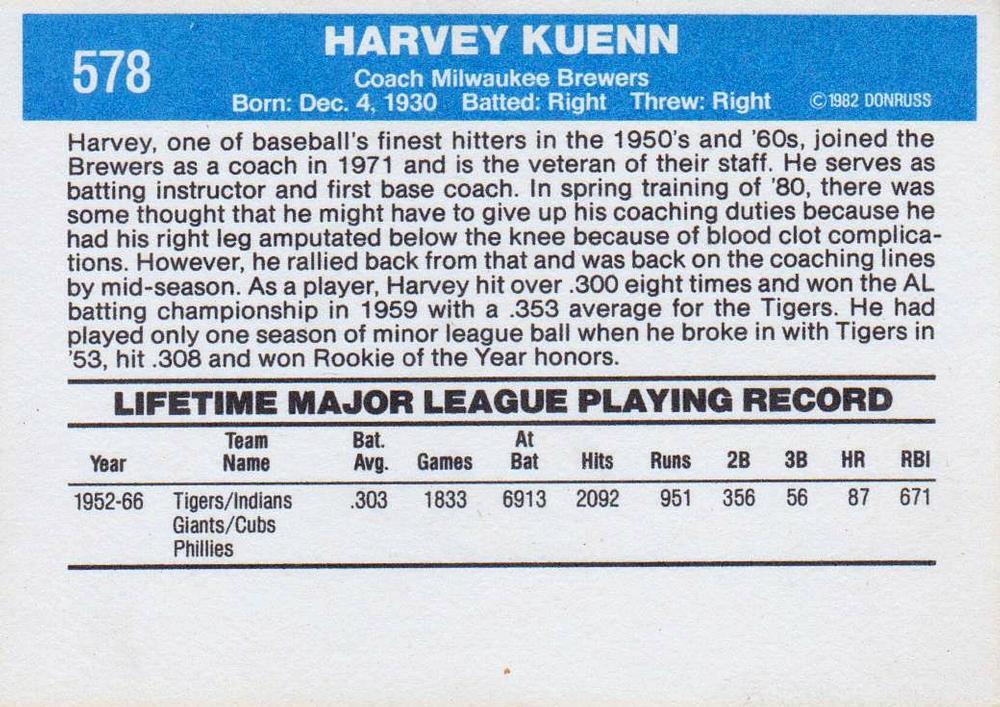 578
HARVEY KUENN
Coach Milwaukee Brewers
Born: Dec. 4, 1930 Batted: Right Threw: Right ©1982 DONRUSS
Harvey, one of baseball's finest hitters in the 1950's and '60s, joined the
Brewers as a coach in 1971 and is the veteran of their staff. He serves as
batting instructor and first base coach. In spring training of '80, there was
some thought that he might have to give up his coaching duties because he
had his right leg amputated below the knee because of blood clot complica-
tions. However, he rallied back from that and was back on the coaching lines
by mid-season. As a player, Harvey hit over .300 eight times and won the AL
batting championship in 1959 with a .353 average for the Tigers. He had
played only one season of minor league ball when he broke in with Tigers in
'53, hit .308 and won Rookie of the Year honors.
LIFETIME MAJOR LEAGUE PLAYING RECORD
Team Bat. At
Year Name Avg. Games Bat Hits Runs 2B 3B HR RBI
1952-66 Tigers/Indians .303 1833 6913 2092 951 356 56 87 671
Giants/Cubs
Phillies